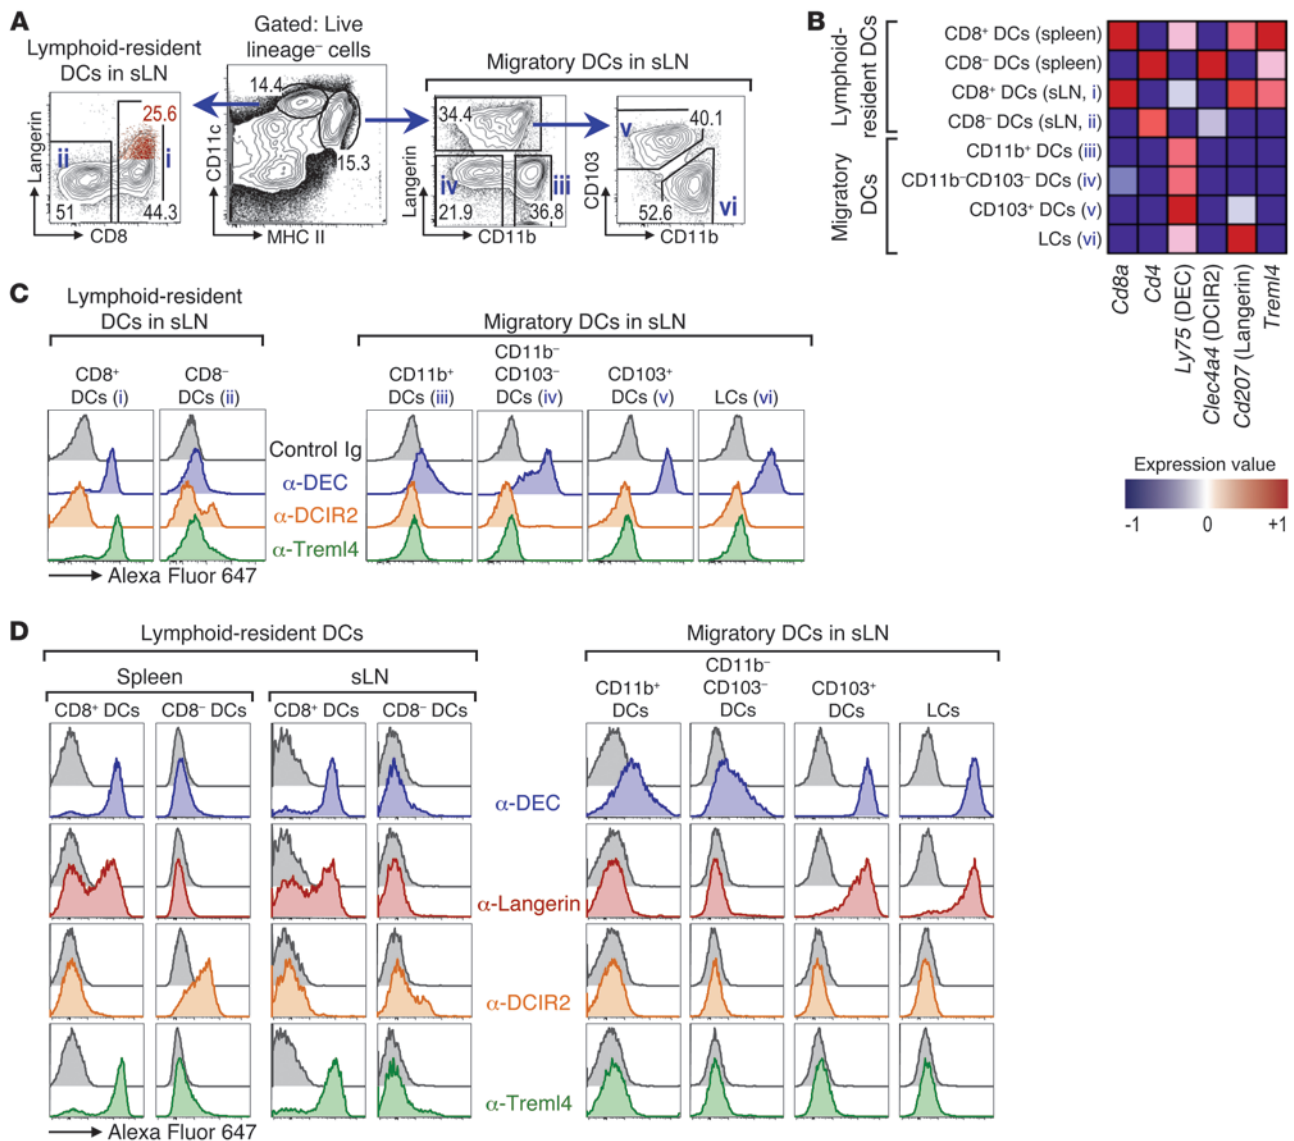 A
Lymphoid-resident
DCs in sLN
Gated: Live
lineage– cells
Migratory DCs in sLN
Langerin
25.6
ii
i
51
44.3
CD8
CD11c
14.4
15.3
MHC II
Langerin
34.4
iv
iii
21.9
36.8
CD11b
CD103
v
40.1
52.6
vi
CD11b
B
Lymphoid-
resident DCs
Migratory
DCs
CD8+ DCs (spleen)
CD8– DCs (spleen)
CD8+ DCs (sLN, i)
CD8– DCs (sLN, ii)
CD11b+ DCs (iii)
CD11b–CD103– DCs (iv)
CD103+ DCs (v)
LCs (vi)
Cd8a
Cd4
Ly75 (DEC)
Clec4a4 (DCIR2)
Cd207 (Langerin)
Treml4
Expression value
-1 0 +1
C
Lymphoid-resident
DCs in sLN
Migratory DCs in sLN
CD8+
DCs (i)
CD8–
DCs (ii)
CD11b+
DCs (iii)
CD11b–
CD103–
DCs (iv)
CD103+
DCs (v)
LCs (vi)
Control Ig
α-DEC
α-DCIR2
α-Treml4
Alexa Fluor 647
D
Lymphoid-resident DCs
Migratory DCs in sLN
Spleen
sLN
CD8+ DCs
CD8– DCs
CD8+ DCs
CD8– DCs
CD11b+
DCs
CD11b–
CD103–
DCs
CD103+
DCs
LCs
α-DEC
α-Langerin
α-DCIR2
α-Treml4
Alexa Fluor 647